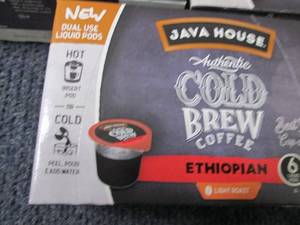 NEW
DUAL USE
LIQUID PODS
HOT
INSERT
POD
OR
COLD
PEEL, POUR
& ADD WATER
JAVA HOUSE
Authentic
COLD
BREW
COFFEE
ETHIOPIAN
6
LIGHT ROAST